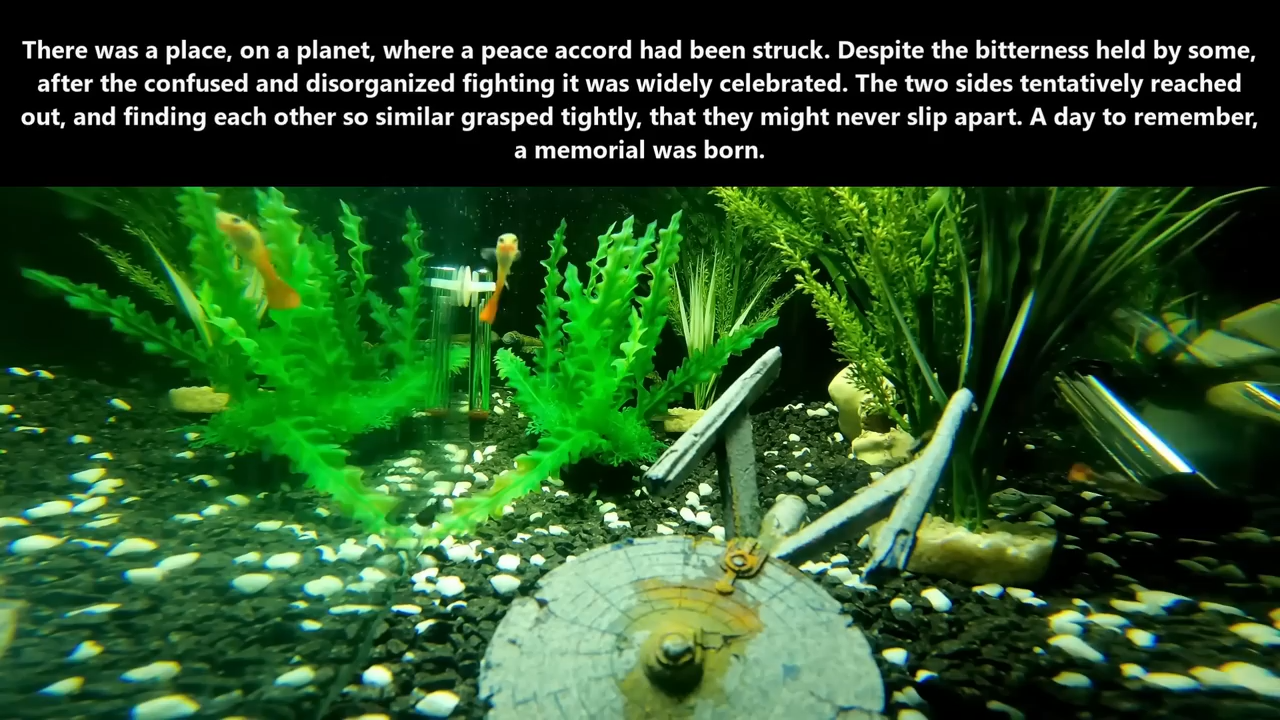 There was a place, on a planet, where a peace accord had been struck. Despite the bitterness held by some,
after the confused and disorganized fighting it was widely celebrated. The two sides tentatively reached
out, and finding each other so similar grasped tightly, that they might never slip apart. A day to remember,
a memorial was born.